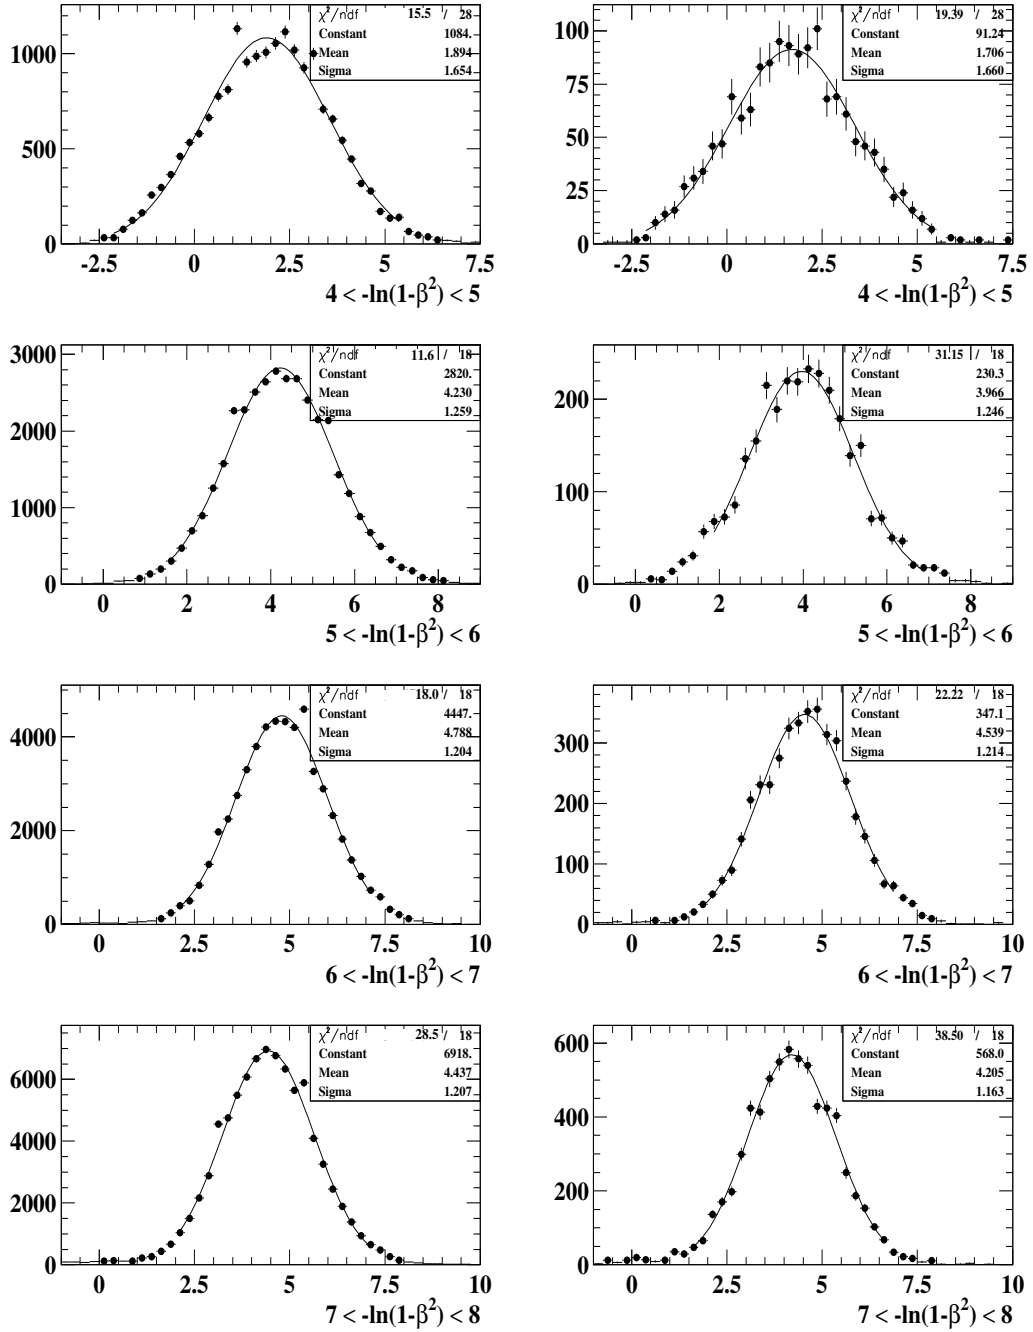 χ²/ndf 15.5 / 28
Constant 1084.
Mean 1.894
Sigma 1.654
1000
500
0
-2.5 0 2.5 5 7.5
4 < -ln(1-β²) < 5
χ²/ndf 19.39 / 28
Constant 91.24
Mean 1.706
Sigma 1.660
100
75
50
25
0
-2.5 0 2.5 5 7.5
4 < -ln(1-β²) < 5
χ²/ndf 11.6 / 18
Constant 2820.
Mean 4.230
Sigma 1.259
3000
2000
1000
0
0 2 4 6 8
5 < -ln(1-β²) < 6
χ²/ndf 31.15 / 18
Constant 230.3
Mean 3.966
Sigma 1.246
200
100
0
0 2 4 6 8
5 < -ln(1-β²) < 6
χ²/ndf 18.0 / 18
Constant 4447.
Mean 4.788
Sigma 1.204
4000
2000
0
0 2.5 5 7.5 10
6 < -ln(1-β²) < 7
χ²/ndf 22.22 / 18
Constant 347.1
Mean 4.539
Sigma 1.214
300
200
100
0
0 2.5 5 7.5 10
6 < -ln(1-β²) < 7
χ²/ndf 28.5 / 18
Constant 6918.
Mean 4.437
Sigma 1.207
6000
4000
2000
0
0 2.5 5 7.5 10
7 < -ln(1-β²) < 8
χ²/ndf 38.50 / 18
Constant 568.0
Mean 4.205
Sigma 1.163
600
400
200
0
0 2.5 5 7.5 10
7 < -ln(1-β²) < 8